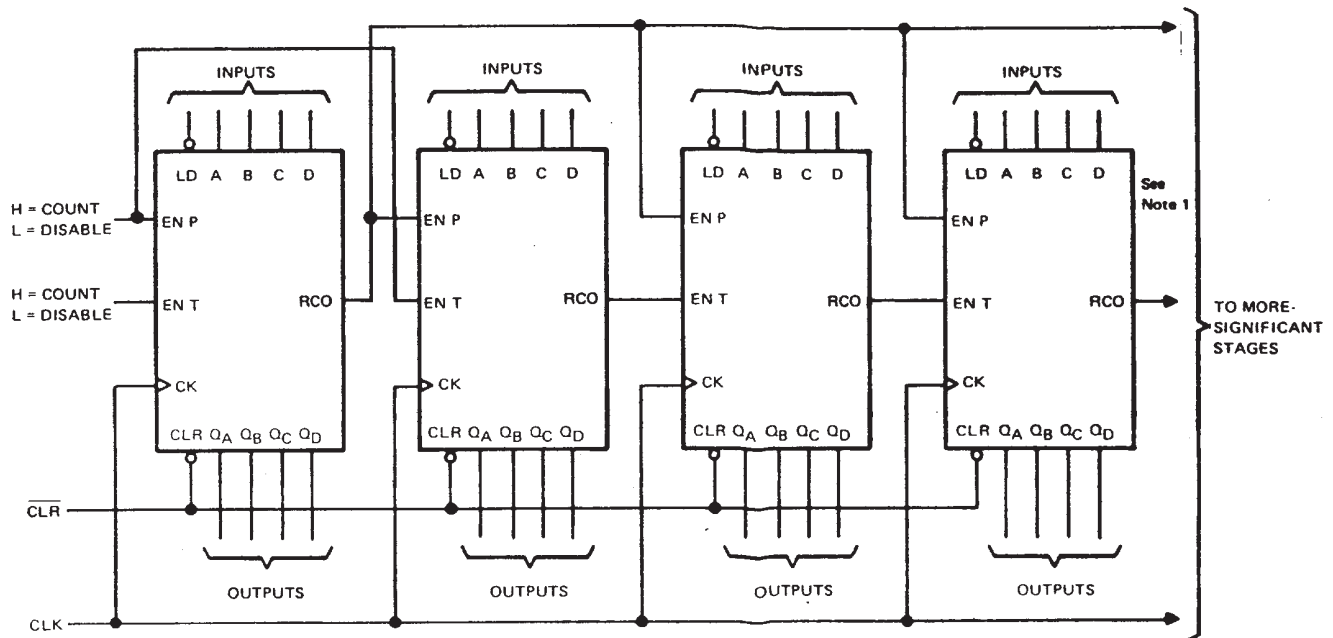 INPUTS INPUTS INPUTS INPUTS
LD A B C D LD A B C D LD A B C D LD A B C D
See
Note 1
H = COUNT
L = DISABLE
EN P EN P EN P EN P
H = COUNT
L = DISABLE
EN T RCO EN T RCO EN T RCO EN T RCO
TO MORE-
SIGNIFICANT
STAGES
CK CK CK CK
CLR QA QB QC QD CLR QA QB QC QD CLR QA QB QC QD CLR QA QB QC QD
CLR
OUTPUTS OUTPUTS OUTPUTS OUTPUTS
CLK